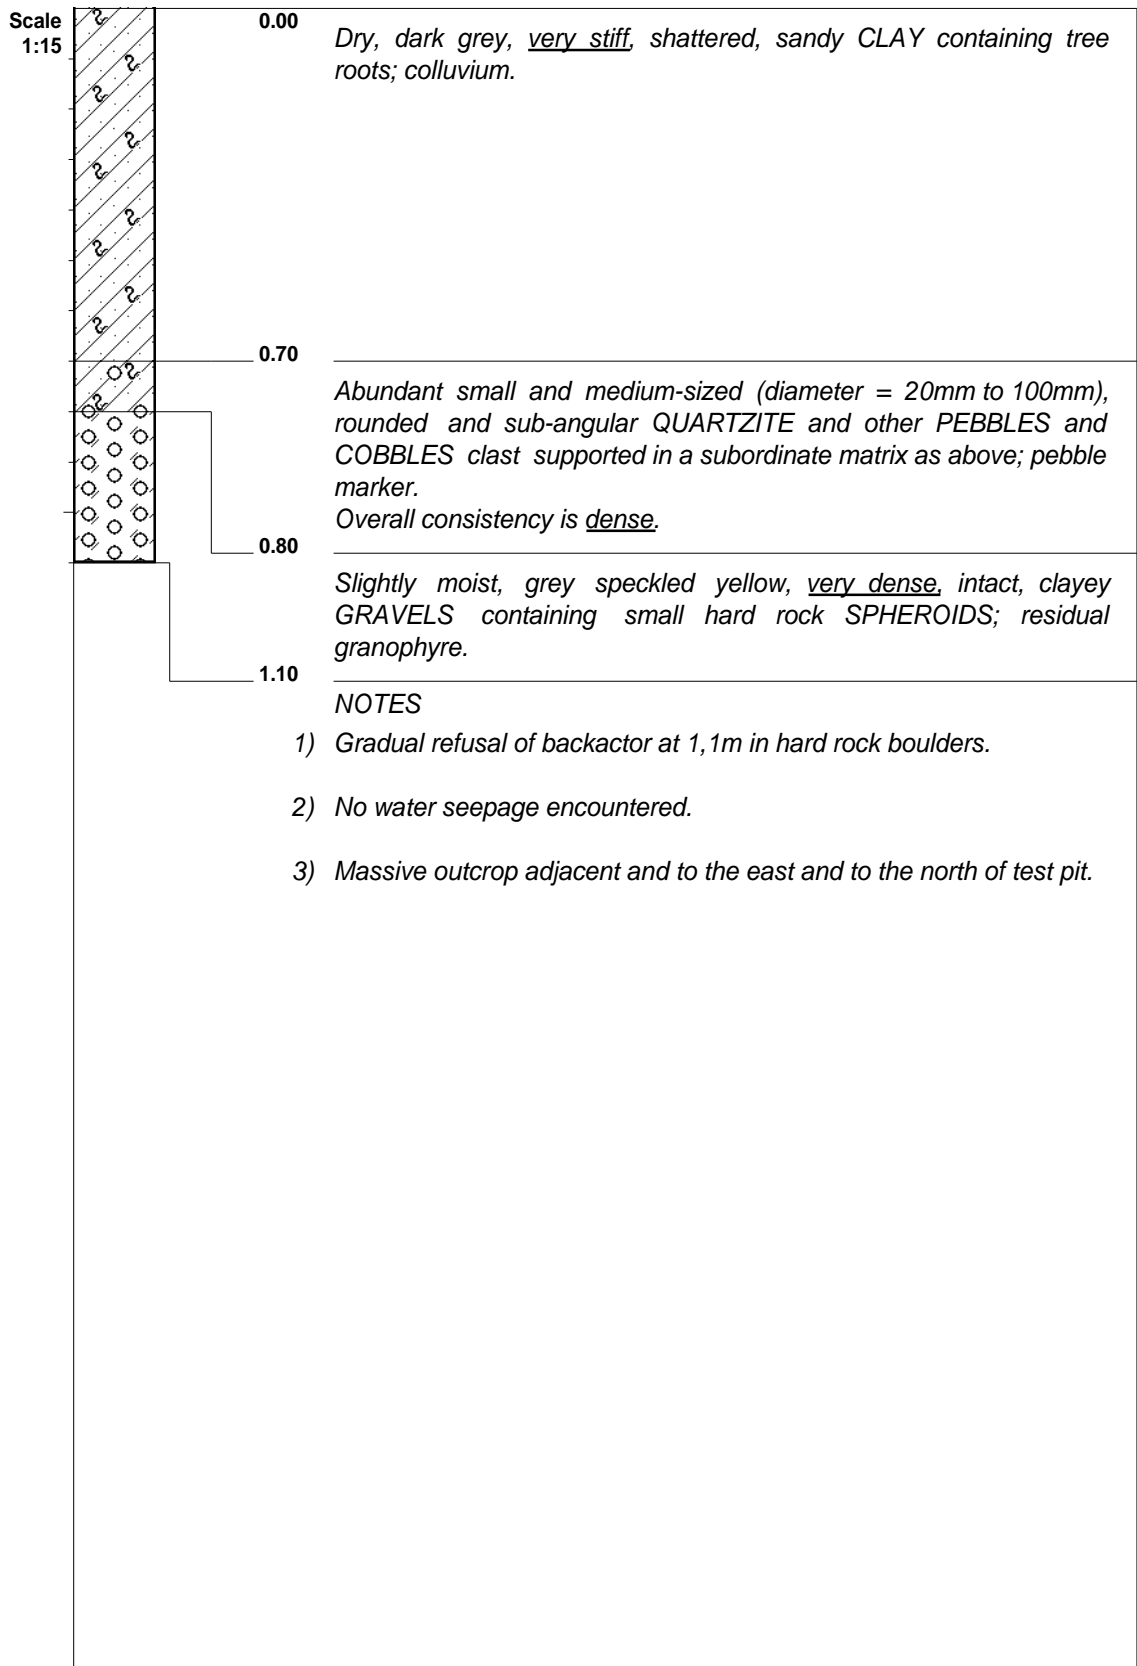 Scale
1:15
0.00
Dry, dark grey, very stiff, shattered, sandy CLAY containing tree
roots; colluvium.
0.70
Abundant small and medium-sized (diameter = 20mm to 100mm),
rounded and sub-angular QUARTZITE and other PEBBLES and
COBBLES clast supported in a subordinate matrix as above; pebble
marker.
Overall consistency is dense.
0.80
Slightly moist, grey speckled yellow, very dense, intact, clayey
GRAVELS containing small hard rock SPHEROIDS; residual
granophyre.
1.10
NOTES
1) Gradual refusal of backactor at 1,1m in hard rock boulders.
2) No water seepage encountered.
3) Massive outcrop adjacent and to the east and to the north of test pit.